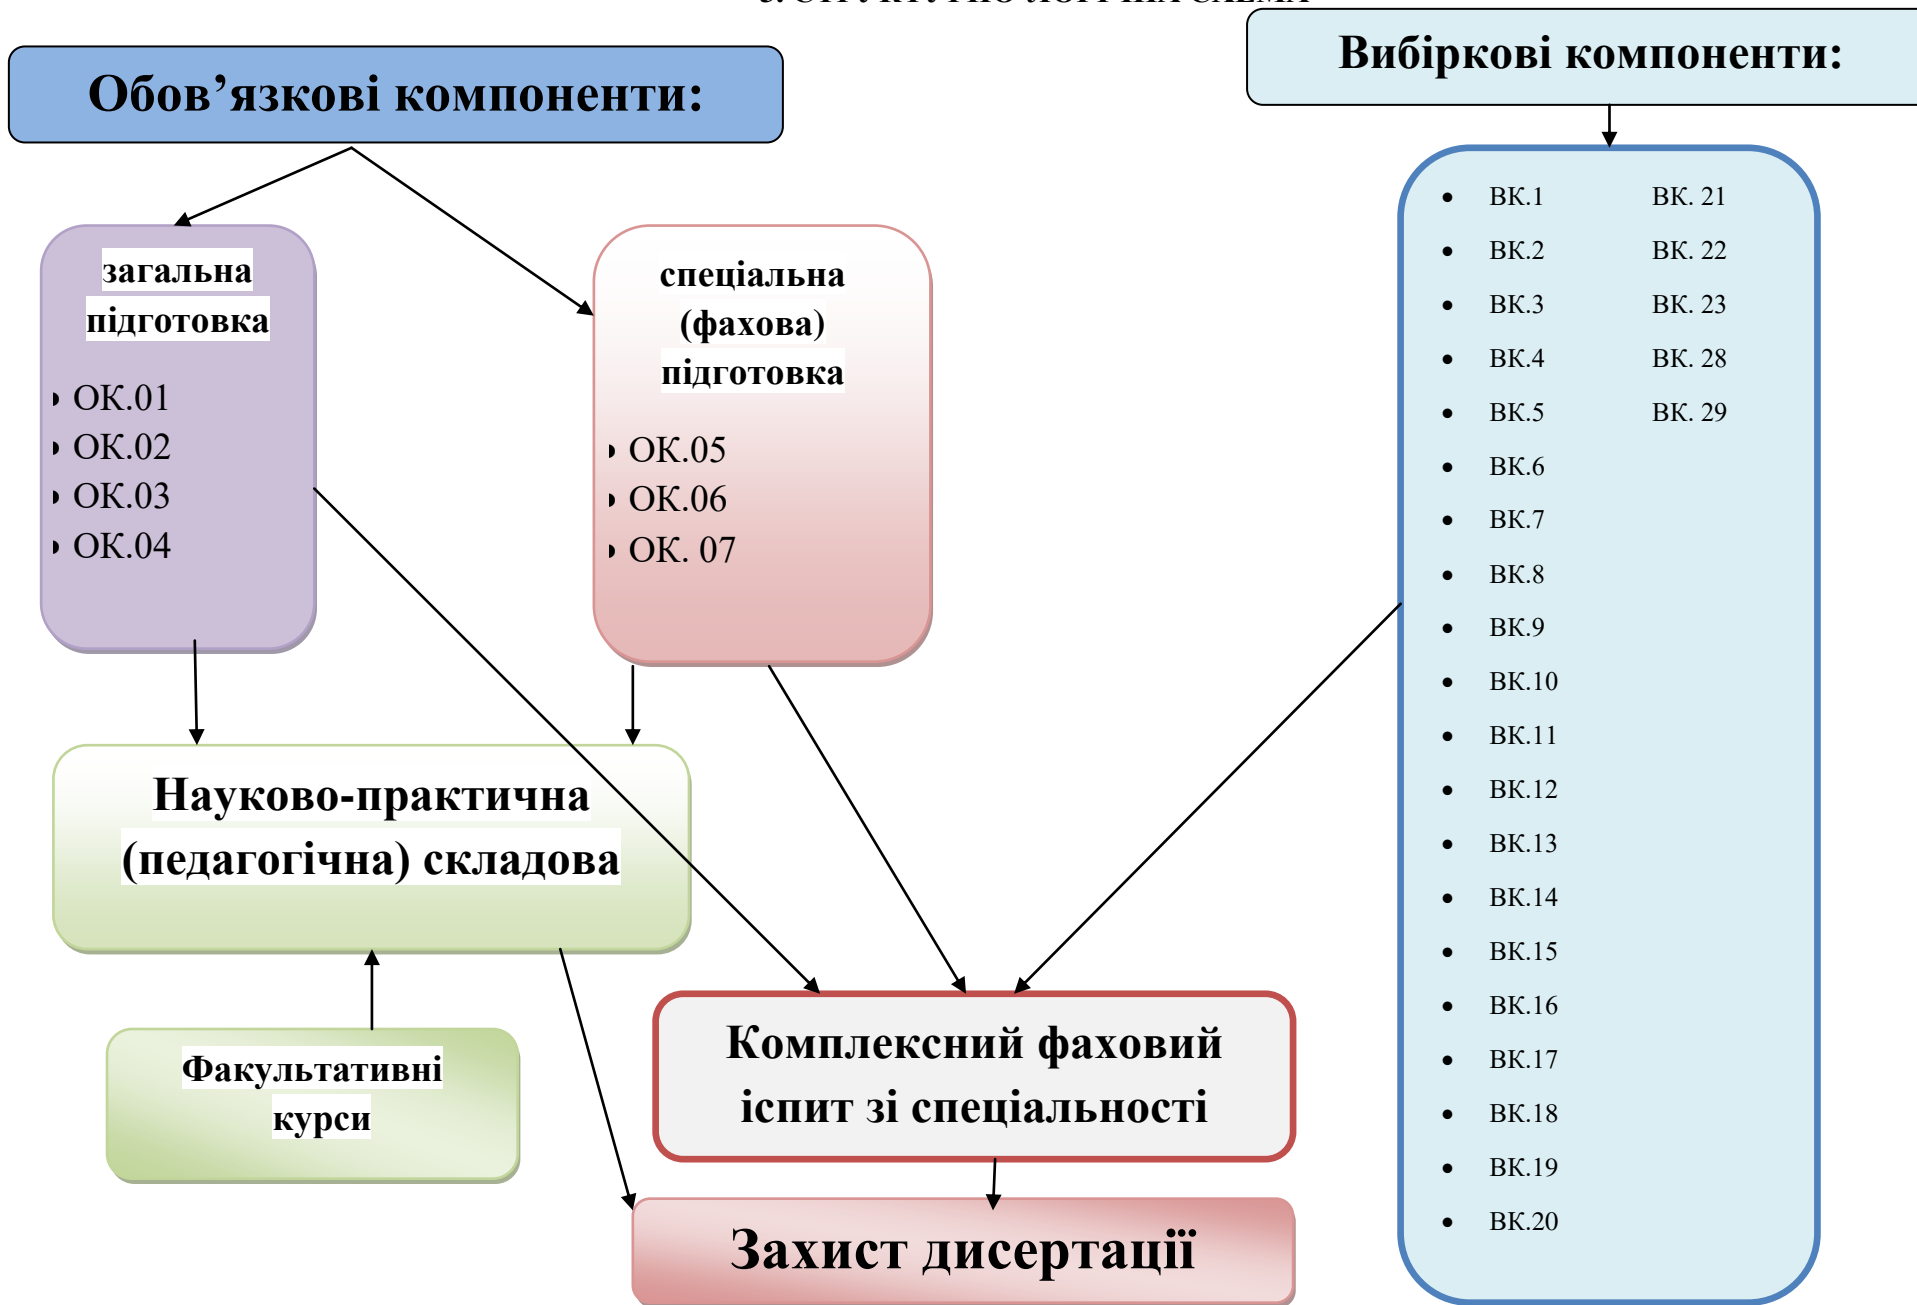 Обов’язкові компоненти:
Вибіркові компоненти:
загальна
підготовка
• ОК.01
• ОК.02
• ОК.03
• ОК.04
спеціальна
(фахова)
підготовка
• ОК.05
• ОК.06
• ОК. 07
• ВК.1 ВК. 21
• ВК.2 ВК. 22
• ВК.3 ВК. 23
• ВК.4 ВК. 28
• ВК.5 ВК. 29
• ВК.6
• ВК.7
• ВК.8
• ВК.9
• ВК.10
• ВК.11
• ВК.12
• ВК.13
• ВК.14
• ВК.15
• ВК.16
• ВК.17
• ВК.18
• ВК.19
• ВК.20
Науково-практична
(педагогічна) складова
Факультативні
курси
Комплексний фаховий
іспит зі спеціальності
Захист дисертації